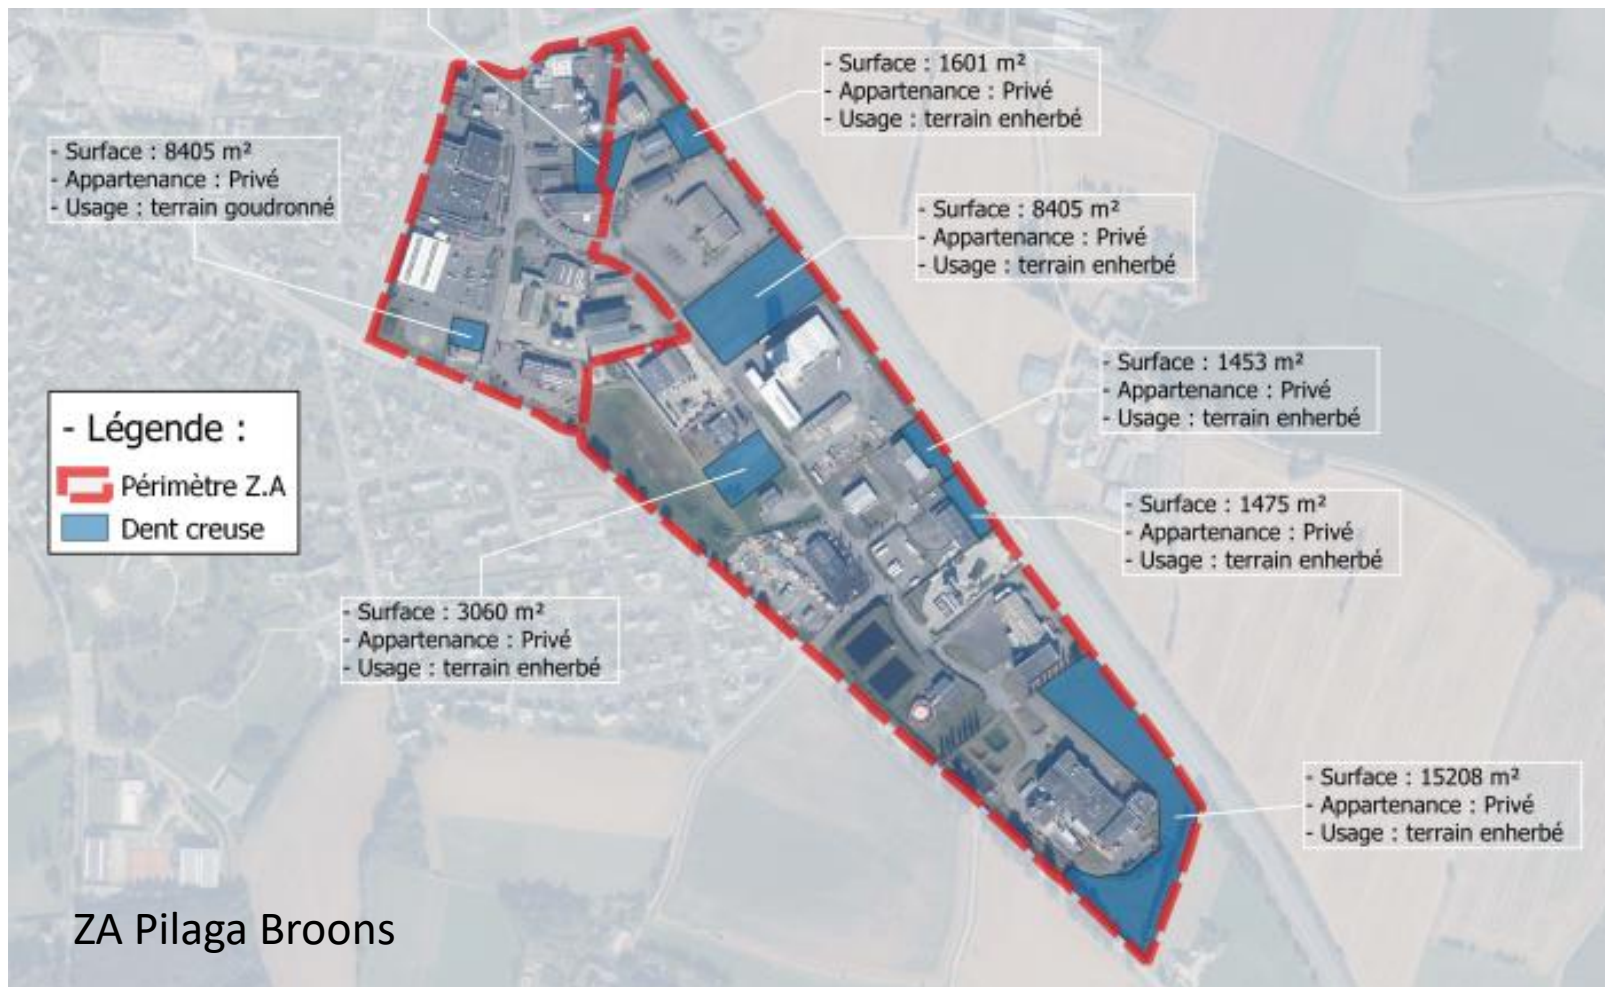 - Surface : 1601 m²
- Appartenance : Privé
- Usage : terrain enherbé
- Surface : 8405 m²
- Appartenance : Privé
- Usage : terrain goudronné
- Surface : 8405 m²
- Appartenance : Privé
- Usage : terrain enherbé
- Surface : 1453 m²
- Appartenance : Privé
- Usage : terrain enherbé
- Légende :
Périmètre Z.A
Dent creuse
- Surface : 1475 m²
- Appartenance : Privé
- Usage : terrain enherbé
- Surface : 3060 m²
- Appartenance : Privé
- Usage : terrain enherbé
- Surface : 15208 m²
- Appartenance : Privé
- Usage : terrain enherbé
ZA Pilaga Broons